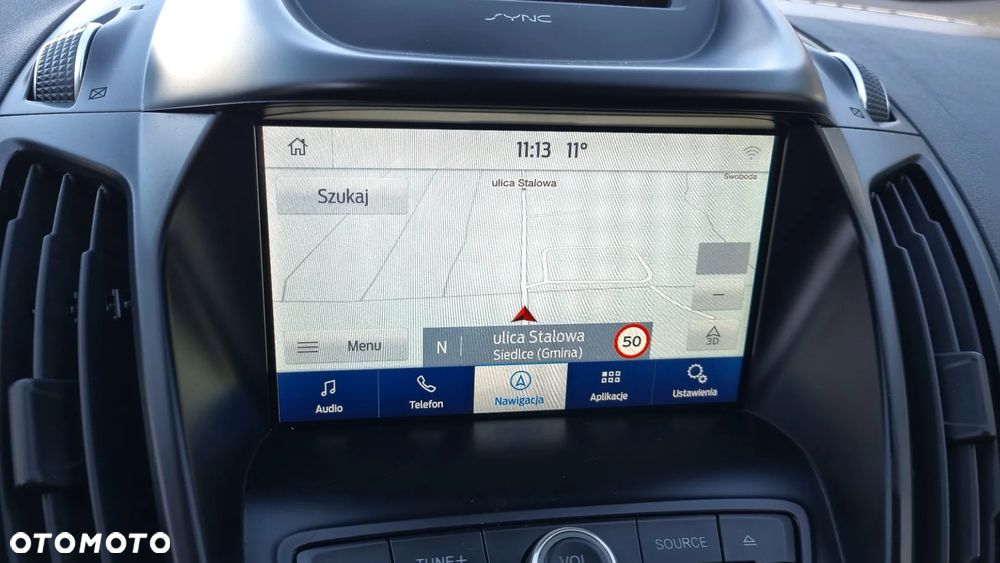 SYNC
11:13 11°
ulica Stalowa
Swoboda
Szukaj
–
3D
Menu
N
ulica Stalowa
Siedlce (Gmina)
50
Audio
Telefon
Nawigacja
Aplikacje
Ustawienia
TUNE+
VOL
SOURCE
OTOMOTO